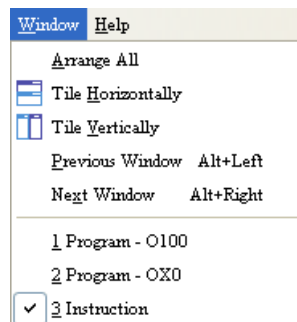 Window Help
Arrange All
Tile Horizontally
Tile Vertically
Previous Window Alt+Left
Next Window Alt+Right
1 Program - O100
2 Program - OX0
3 Instruction